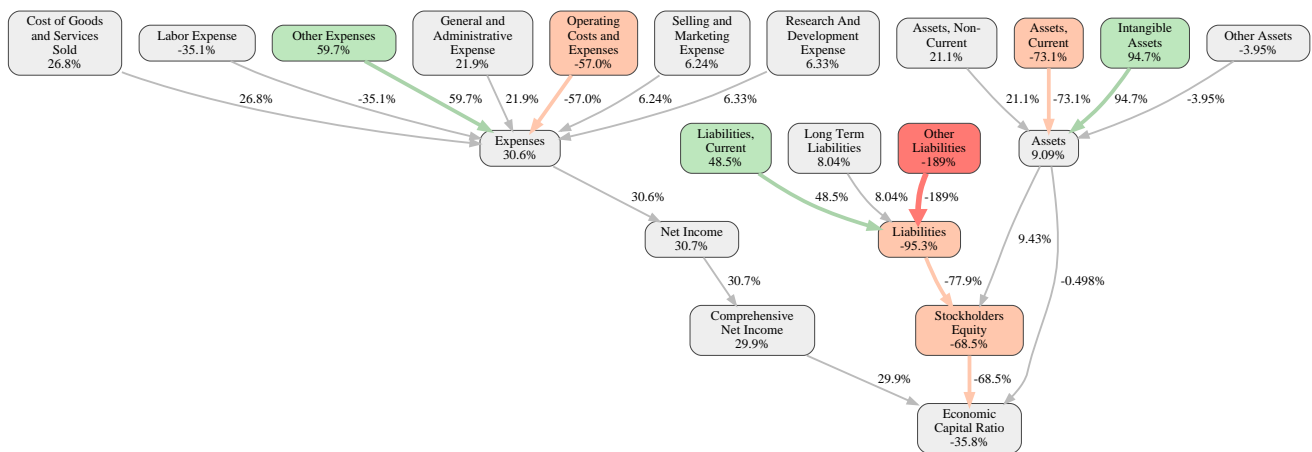 Cost of Goods
and Services
Sold
26.8%
Labor Expense
-35.1%
Other Expenses
59.7%
General and
Administrative
Expense
21.9%
Operating
Costs and
Expenses
-57.0%
Selling and
Marketing
Expense
6.24%
Research And
Development
Expense
6.33%
Assets, Non-
Current
21.1%
Assets,
Current
-73.1%
Intangible
Assets
94.7%
Other Assets
-3.95%
26.8%
-35.1%
59.7%
21.9%
-57.0%
6.24%
6.33%
21.1%
-73.1%
94.7%
-3.95%
Expenses
30.6%
Liabilities,
Current
48.5%
Long Term
Liabilities
8.04%
Other
Liabilities
-189%
Assets
9.09%
30.6%
48.5%
8.04%
-189%
Net Income
30.7%
Liabilities
-95.3%
9.43%
30.7%
-77.9%
-0.498%
Comprehensive
Net Income
29.9%
Stockholders
Equity
-68.5%
29.9%
-68.5%
Economic
Capital Ratio
-35.8%